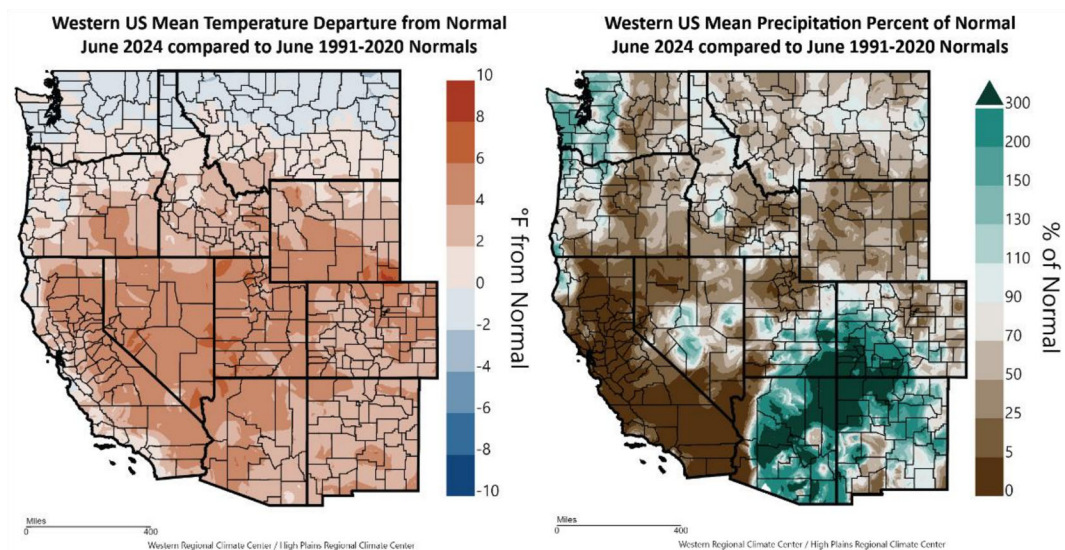 Western US Mean Temperature Departure from Normal
June 2024 compared to June 1991-2020 Normals
10
8
6
4
2
0
-2
-4
-6
-8
-10
°F from Normal
Miles
0 400
Western Regional Climate Center / High Plains Regional Climate Center
Western US Mean Precipitation Percent of Normal
June 2024 compared to June 1991-2020 Normals
300
200
150
130
110
90
70
50
25
5
0
% of Normal
Miles
0 400
Western Regional Climate Center / High Plains Regional Climate Center